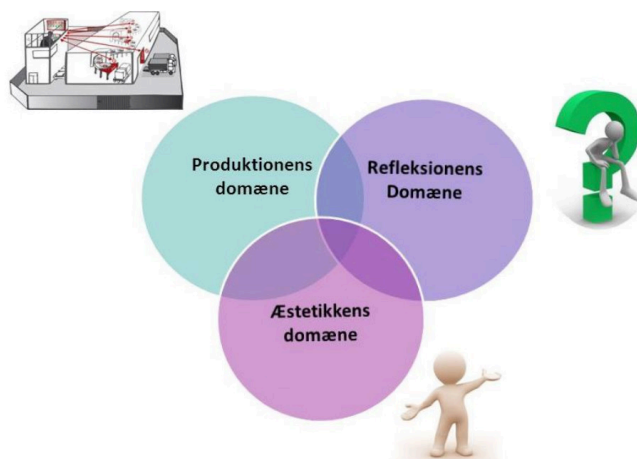 Produktionens
domæne
Refleksionens
Domæne
Æstetikkens
domæne